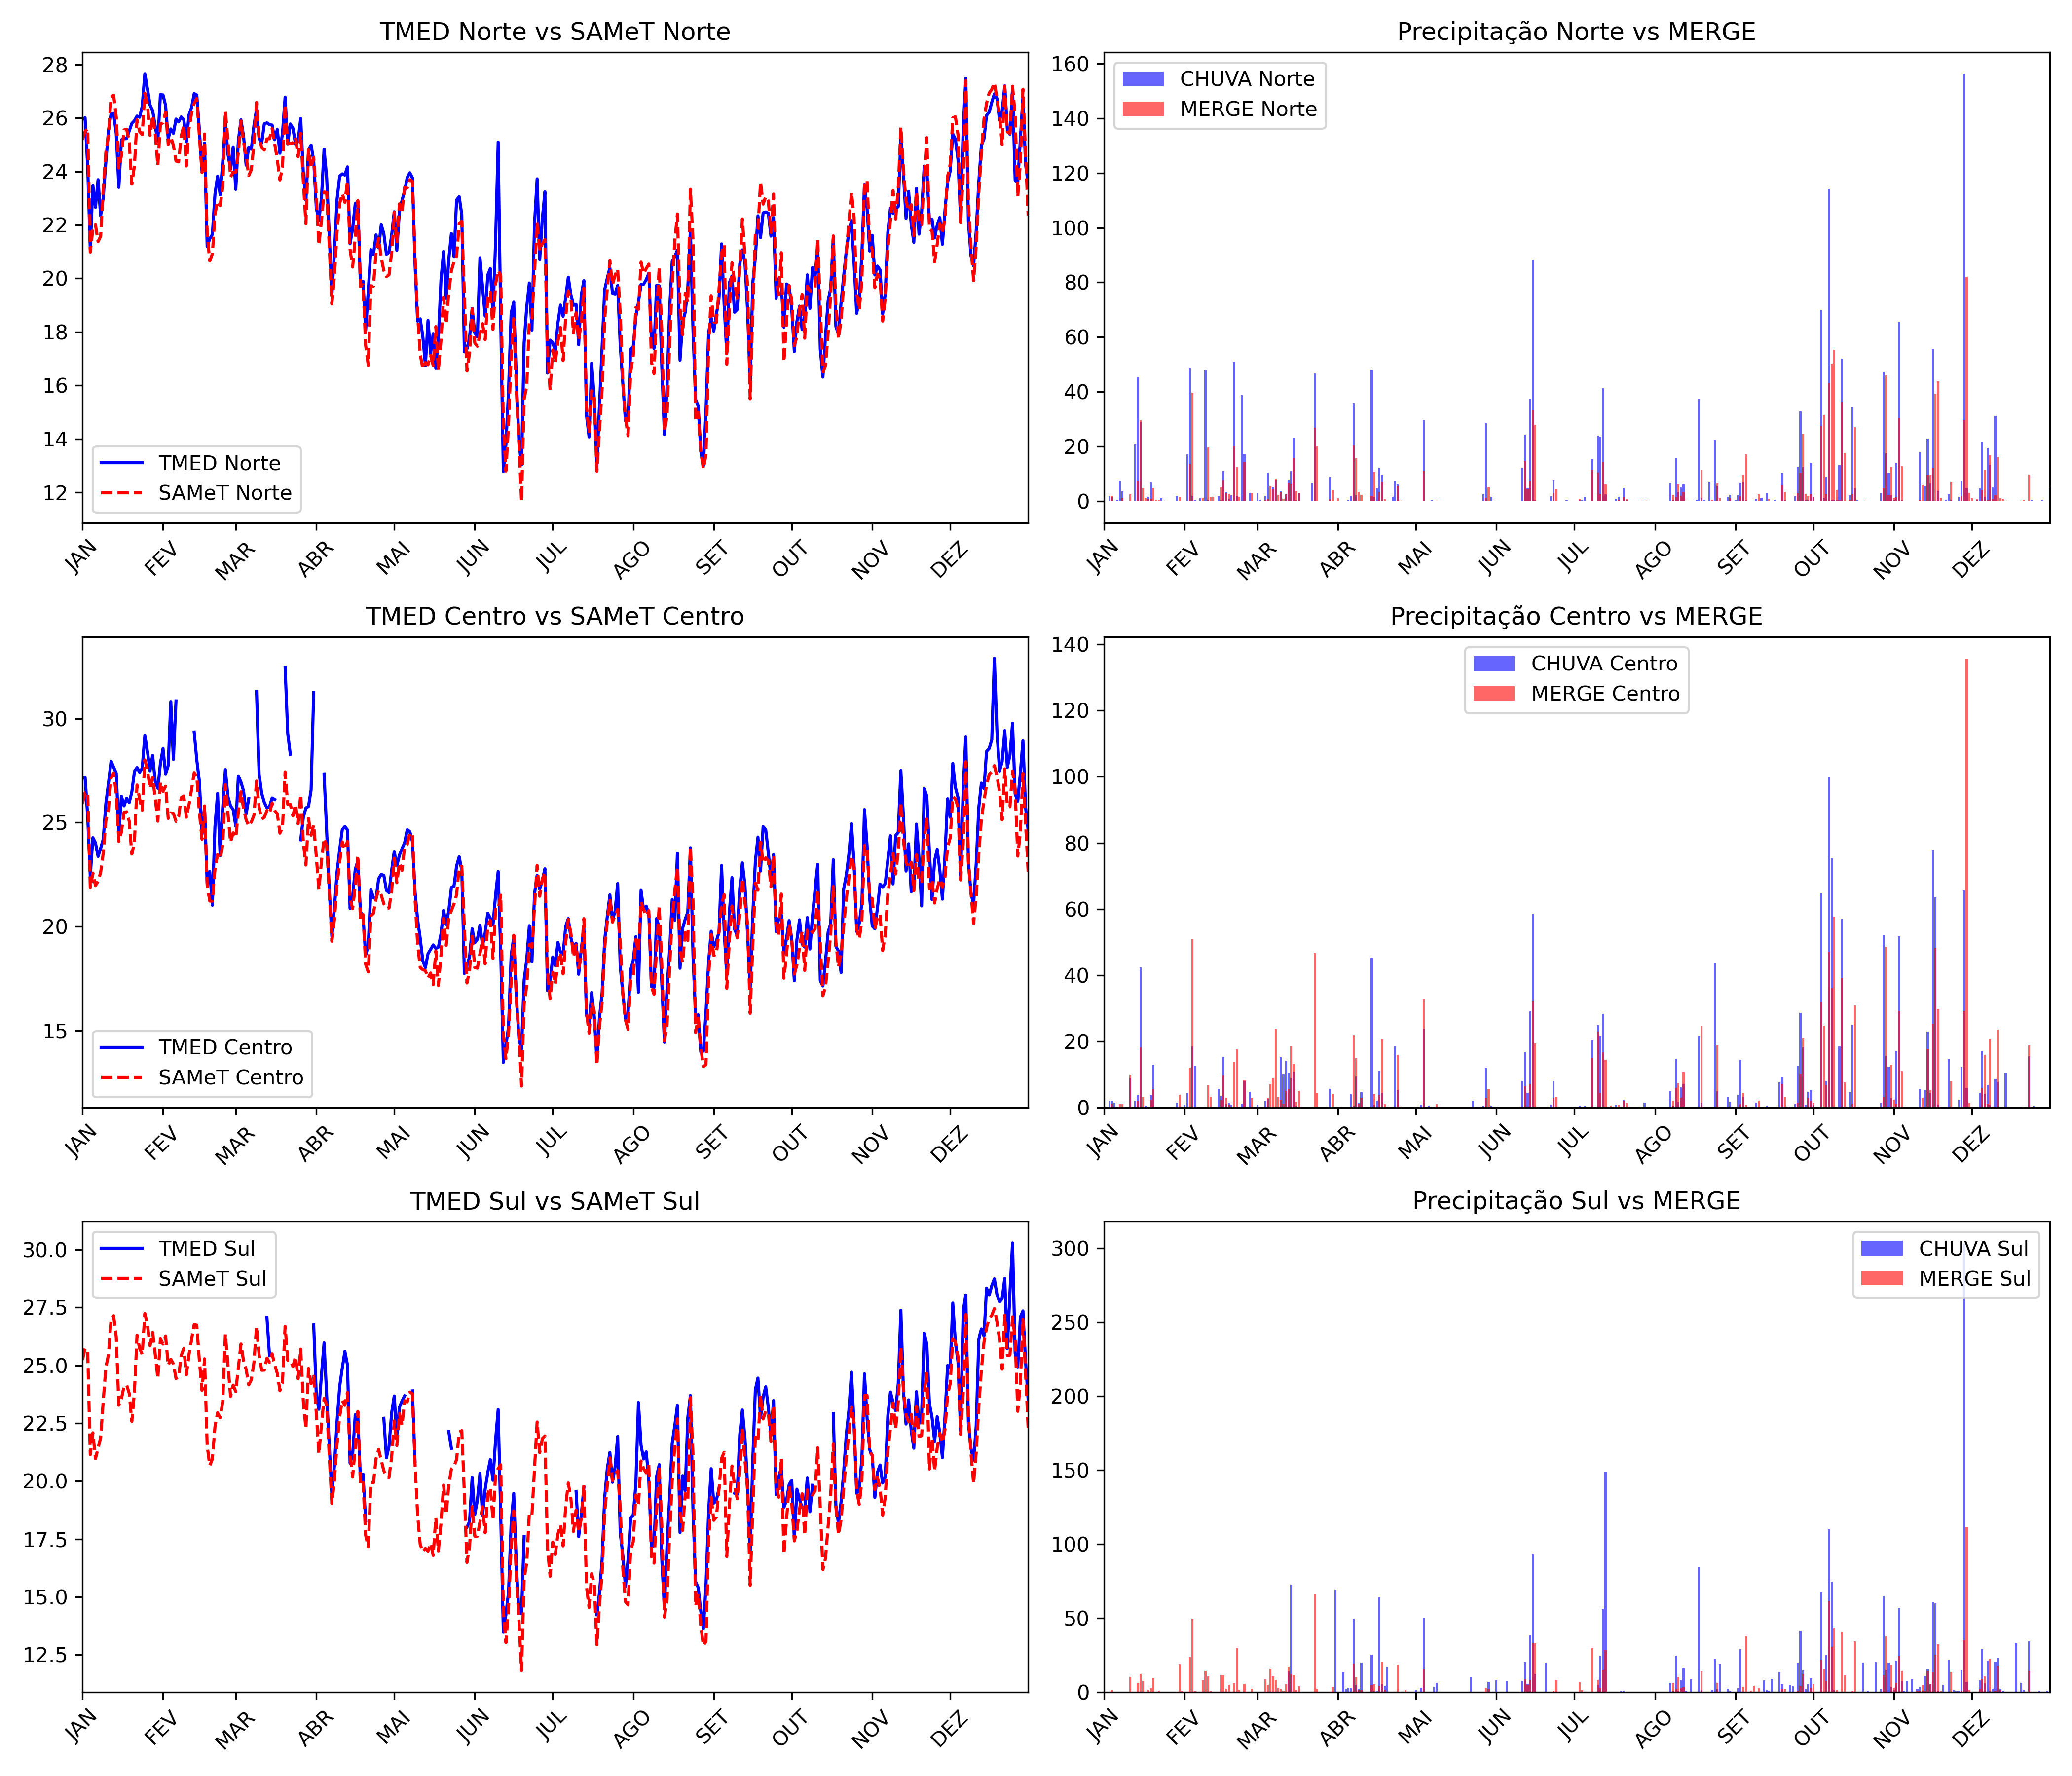 TMED Norte vs SAMeT Norte
28
26
24
22
20
18
16
14
12
TMED Norte
SAMeT Norte
JAN FEV MAR ABR MAI JUN JUL AGO SET OUT NOV DEZ
Precipitação Norte vs MERGE
160
140
120
100
80
60
40
20
0
CHUVA Norte
MERGE Norte
JAN FEV MAR ABR MAI JUN JUL AGO SET OUT NOV DEZ
TMED Centro vs SAMeT Centro
30
25
20
15
TMED Centro
SAMeT Centro
JAN FEV MAR ABR MAI JUN JUL AGO SET OUT NOV DEZ
Precipitação Centro vs MERGE
140
120
100
80
60
40
20
0
CHUVA Centro
MERGE Centro
JAN FEV MAR ABR MAI JUN JUL AGO SET OUT NOV DEZ
TMED Sul vs SAMeT Sul
30.0
27.5
25.0
22.5
20.0
17.5
15.0
12.5
TMED Sul
SAMeT Sul
JAN FEV MAR ABR MAI JUN JUL AGO SET OUT NOV DEZ
Precipitação Sul vs MERGE
300
250
200
150
100
50
0
CHUVA Sul
MERGE Sul
JAN FEV MAR ABR MAI JUN JUL AGO SET OUT NOV DEZ